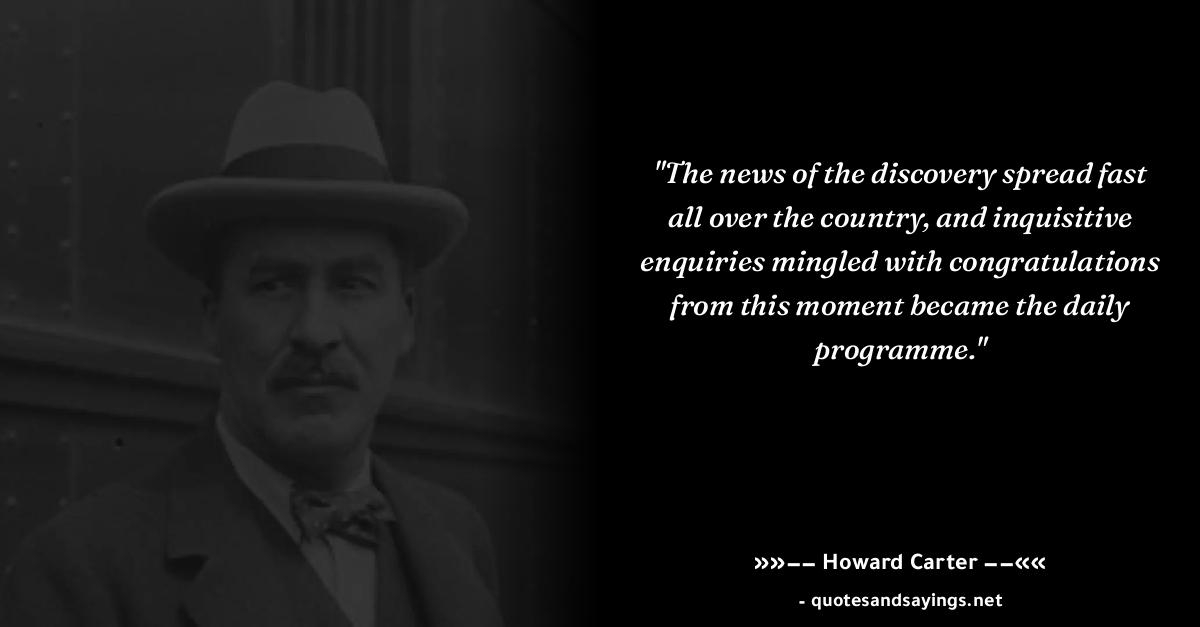 "The news of the discovery spread fast
all over the country, and inquisitive
enquiries mingled with congratulations
from this moment became the daily
programme."
»»–– Howard Carter ––««
- quotesandsayings.net